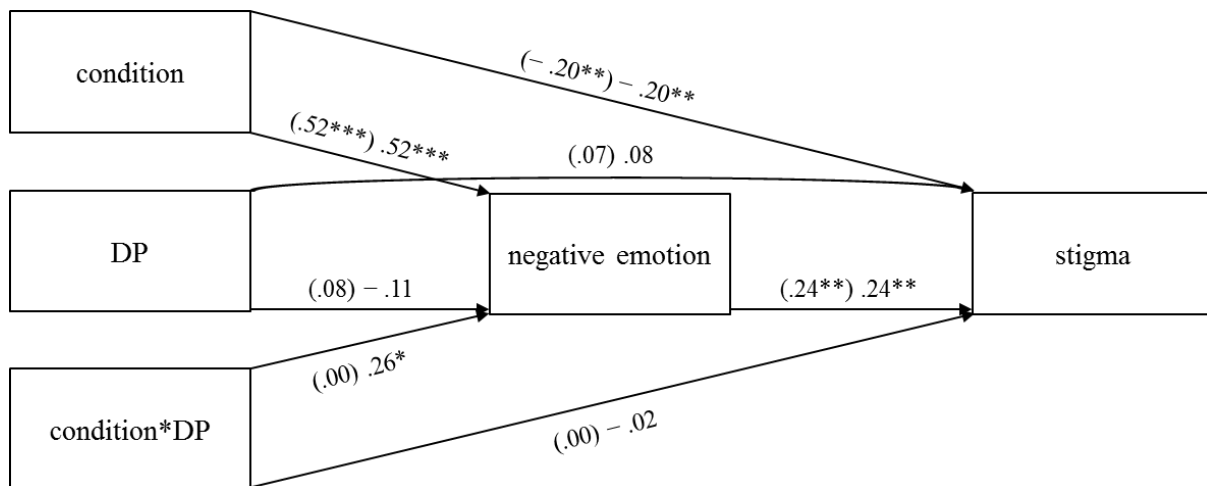 condition
(− .20**) − .20**
(.52***) .52***
(.07) .08
DP
negative emotion
stigma
(.08) − .11
(.24**) .24**
(.00) .26*
condition*DP
(.00) − .02